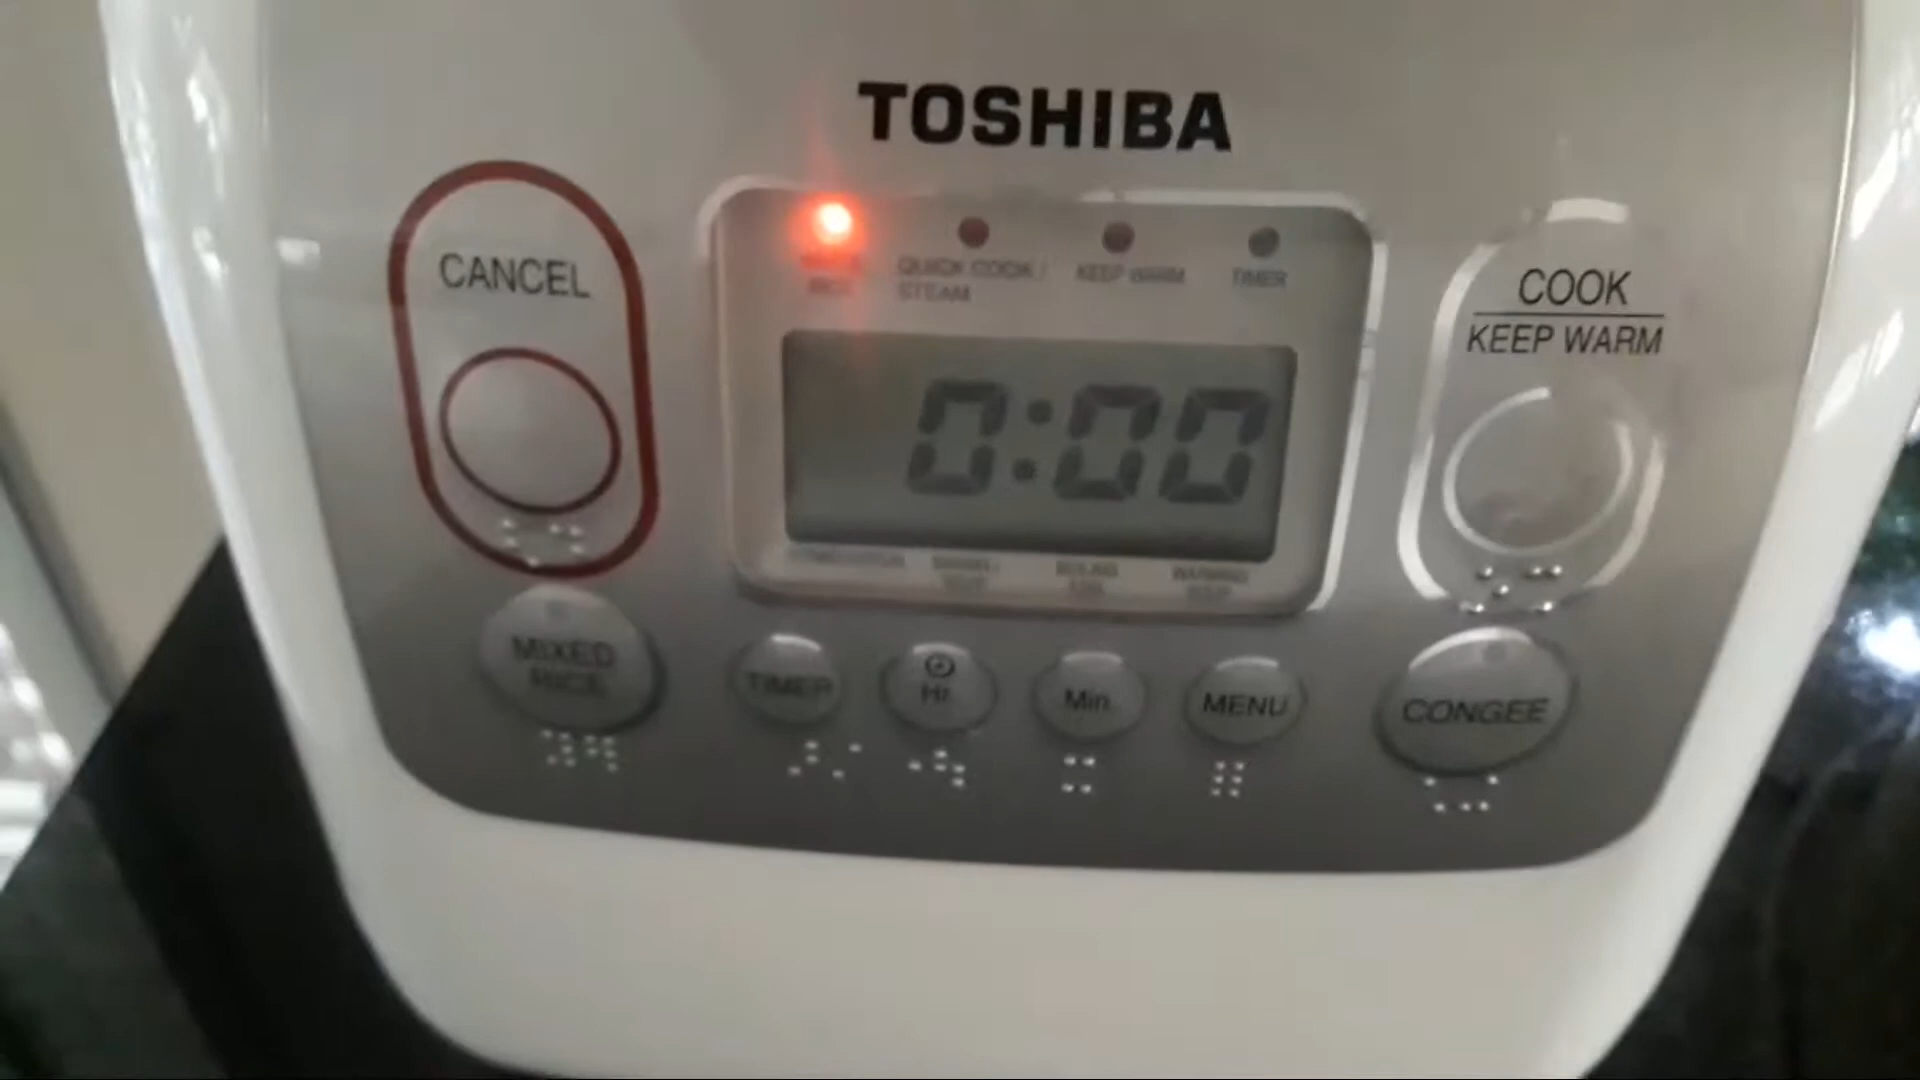 TOSHIBA
CANCEL
RICE
QUICK COOK /
STEAM
KEEP WARM
TIMER
COOK
KEEP WARM
0:00
MIXED
RICE
TIMER
Hr
Min
MENU
CONGEE